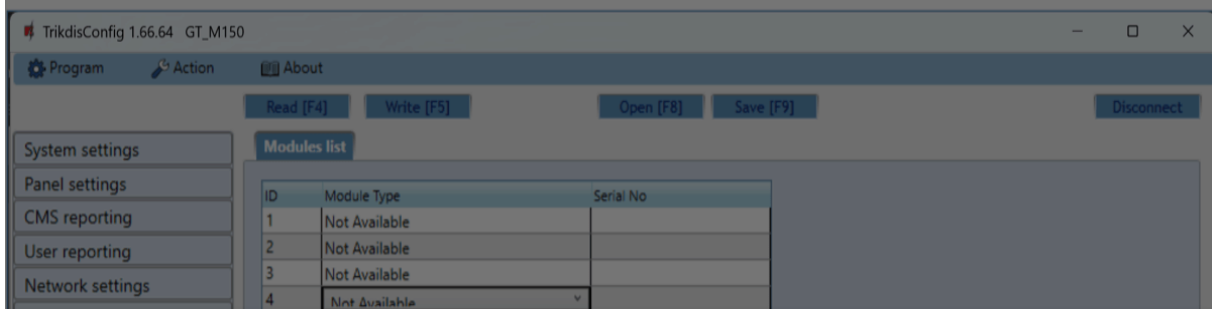 TrikdisConfig 1.66.64 GT_M150
Program Action About
Read [F4] Write [F5] Open [F8] Save [F9] Disconnect
System settings
Panel settings
CMS reporting
User reporting
Network settings
Modules list
ID Module Type Serial No
1 Not Available
2 Not Available
3 Not Available
4 Not Available